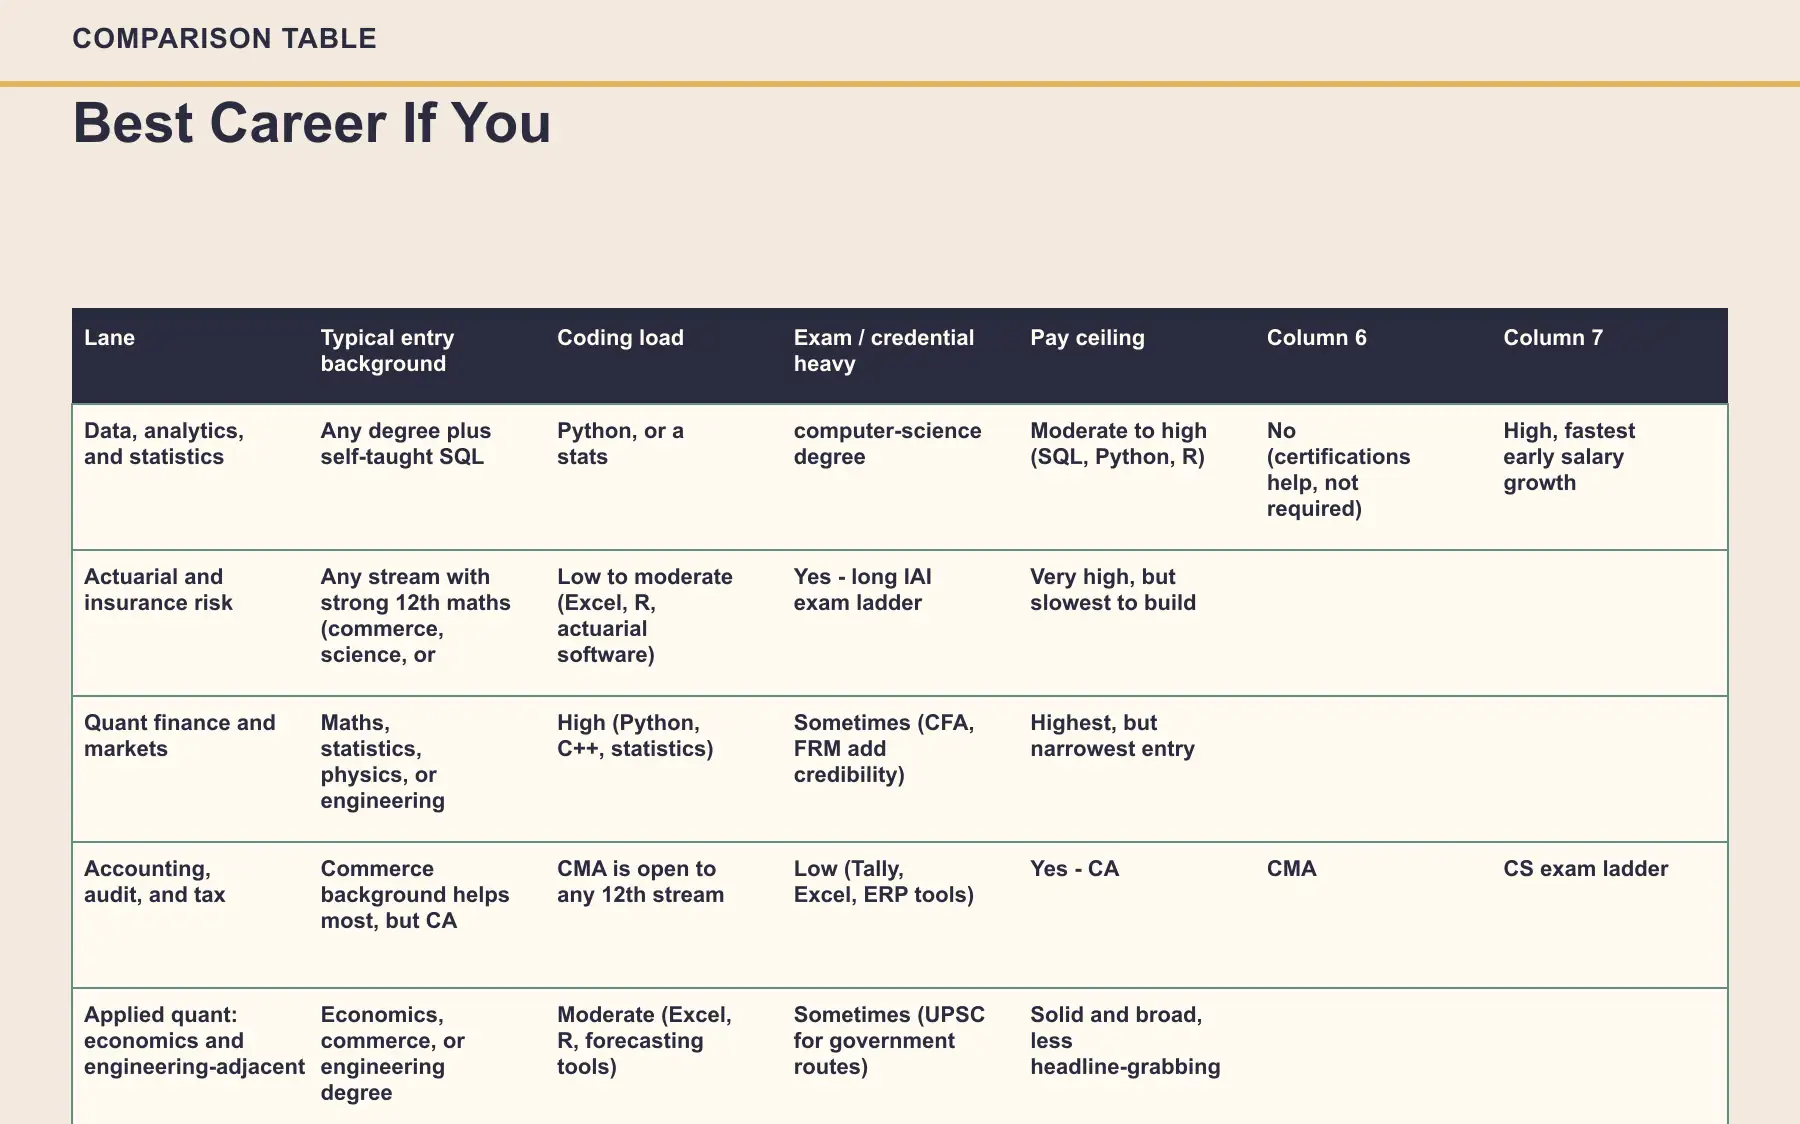 COMPARISON TABLE
Best Career If You
Lane
Typical entry
background
Coding load
Exam / credential
heavy
Pay ceiling
Column 6
Column 7
Data, analytics,
and statistics
Any degree plus
self-taught SQL
Python, or a
stats
computer-science
degree
Moderate to high
(SQL, Python, R)
No
(certifications
help, not
required)
High, fastest
early salary
growth
Actuarial and
insurance risk
Any stream with
strong 12th maths
(commerce,
science, or
Low to moderate
(Excel, R,
actuarial
software)
Yes - long IAI
exam ladder
Very high, but
slowest to build
Quant finance and
markets
Maths,
statistics,
physics, or
engineering
High (Python,
C++, statistics)
Sometimes (CFA,
FRM add
credibility)
Highest, but
narrowest entry
Accounting,
audit, and tax
Commerce
background helps
most, but CA
CMA is open to
any 12th stream
Low (Tally,
Excel, ERP tools)
Yes - CA
CMA
CS exam ladder
Applied quant:
economics and
engineering-adjacent
Economics,
commerce, or
engineering
degree
Moderate (Excel,
R, forecasting
tools)
Sometimes (UPSC
for government
routes)
Solid and broad,
less
headline-grabbing